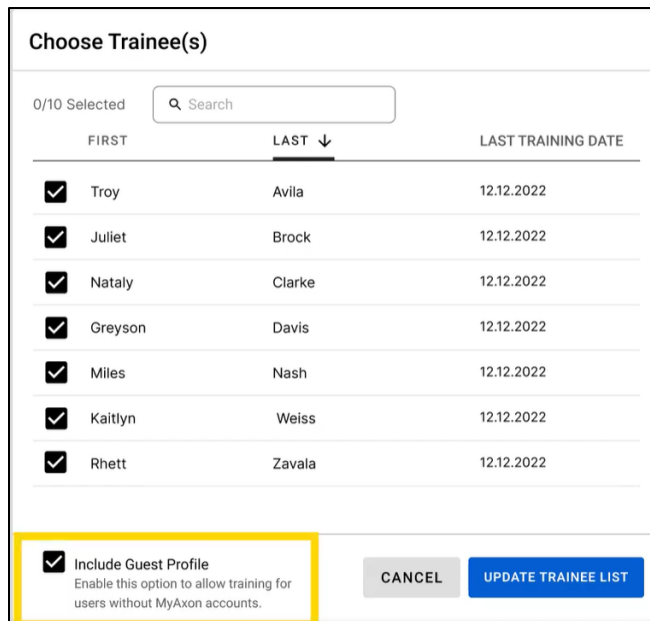 Choose Trainee(s)
0/10 Selected Search
FIRST LAST LAST TRAINING DATE
Troy Avila 12.12.2022
Juliet Brock 12.12.2022
Nataly Clarke 12.12.2022
Greyson Davis 12.12.2022
Miles Nash 12.12.2022
Kaitlyn Weiss 12.12.2022
Rhett Zavala 12.12.2022
Include Guest Profile
Enable this option to allow training for
users without MyAxon accounts.
CANCEL UPDATE TRAINEE LIST